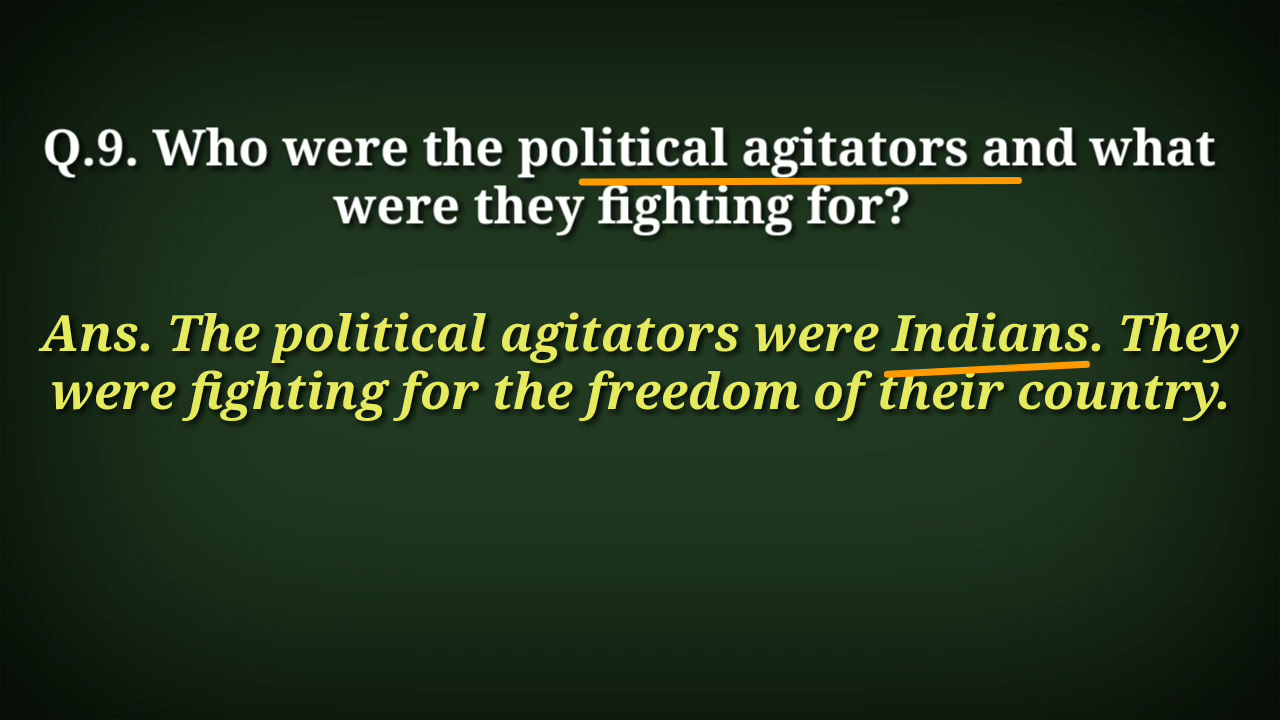 Q.9. Who were the political agitators and what
were they fighting for?
Ans. The political agitators were Indians. They
were fighting for the freedom of their country.